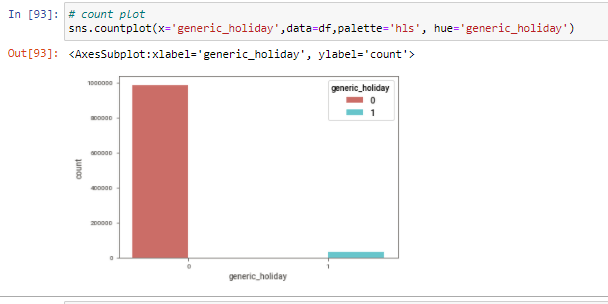 In [93]: # count plot
sns.countplot(x='generic_holiday',data=df,palette='hls', hue='generic_holiday')
Out[93]: <AxesSubplot:xlabel='generic_holiday', ylabel='count'>
generic_holiday
0
1
1000000
800000
600000
400000
200000
0
count
0 1
generic_holiday